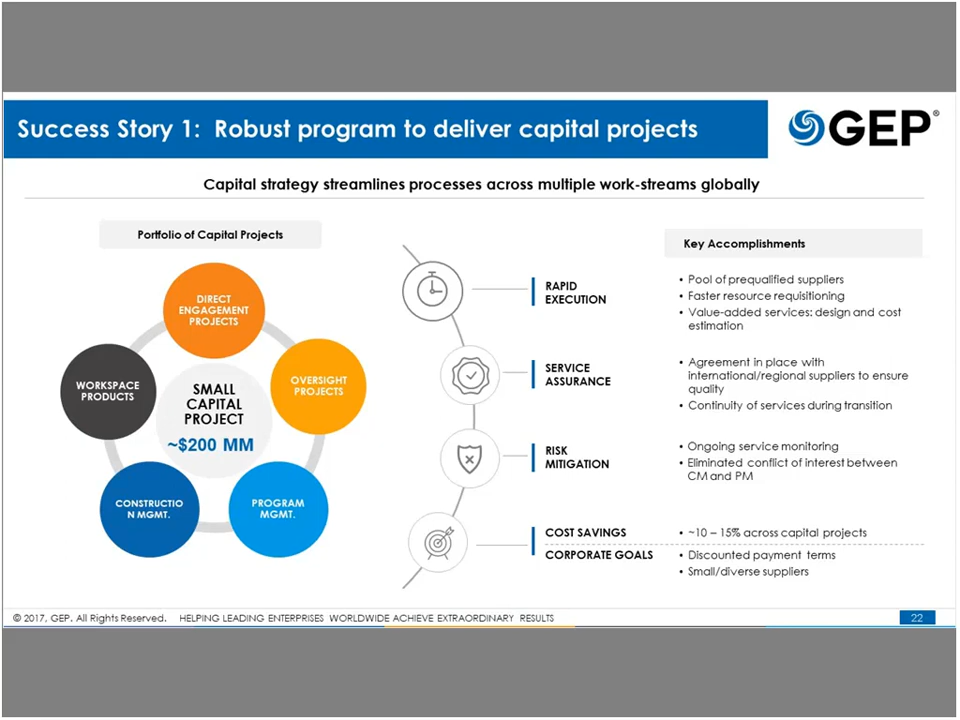 Success Story 1: Robust program to deliver capital projects
GEP®
Capital strategy streamlines processes across multiple work-streams globally
Portfolio of Capital Projects
DIRECT
ENGAGEMENT
PROJECTS
WORKSPACE
PRODUCTS
OVERSIGHT
PROJECTS
SMALL
CAPITAL
PROJECT
~$200 MM
CONSTRUCTIO
N MGMT.
PROGRAM
MGMT.
Key Accomplishments
RAPID
EXECUTION
• Pool of prequalified suppliers
• Faster resource requisitioning
• Value-added services: design and cost
estimation
SERVICE
ASSURANCE
• Agreement in place with
international/regional suppliers to ensure
quality
• Continuity of services during transition
RISK
MITIGATION
• Ongoing service monitoring
• Eliminated conflict of interest between
CM and PM
COST SAVINGS
• ~10 – 15% across capital projects
CORPORATE GOALS
• Discounted payment terms
• Small/diverse suppliers
© 2017, GEP. All Rights Reserved. HELPING LEADING ENTERPRISES WORLDWIDE ACHIEVE EXTRAORDINARY RESULTS
22